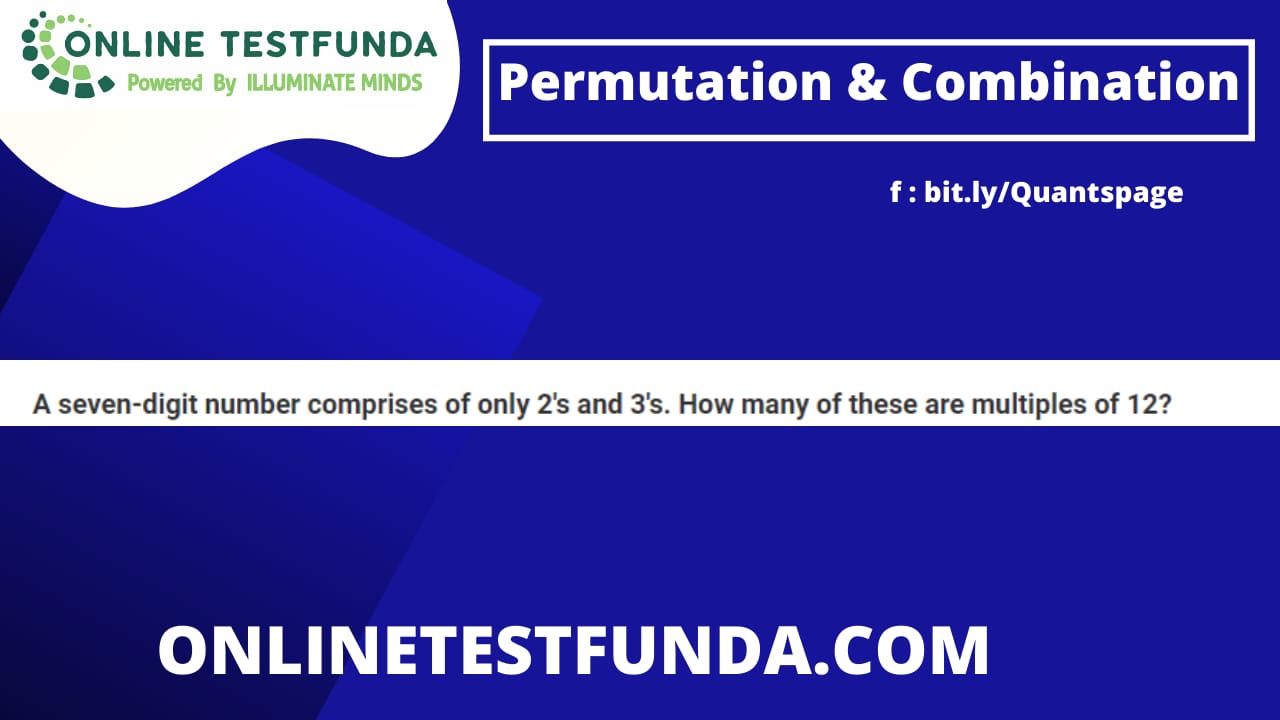 ONLINE TESTFUNDA
Powered By ILLUMINATE MINDS
Permutation & Combination
f : bit.ly/Quantspage
A seven-digit number comprises of only 2's and 3's. How many of these are multiples of 12?
ONLINETESTFUNDA.COM